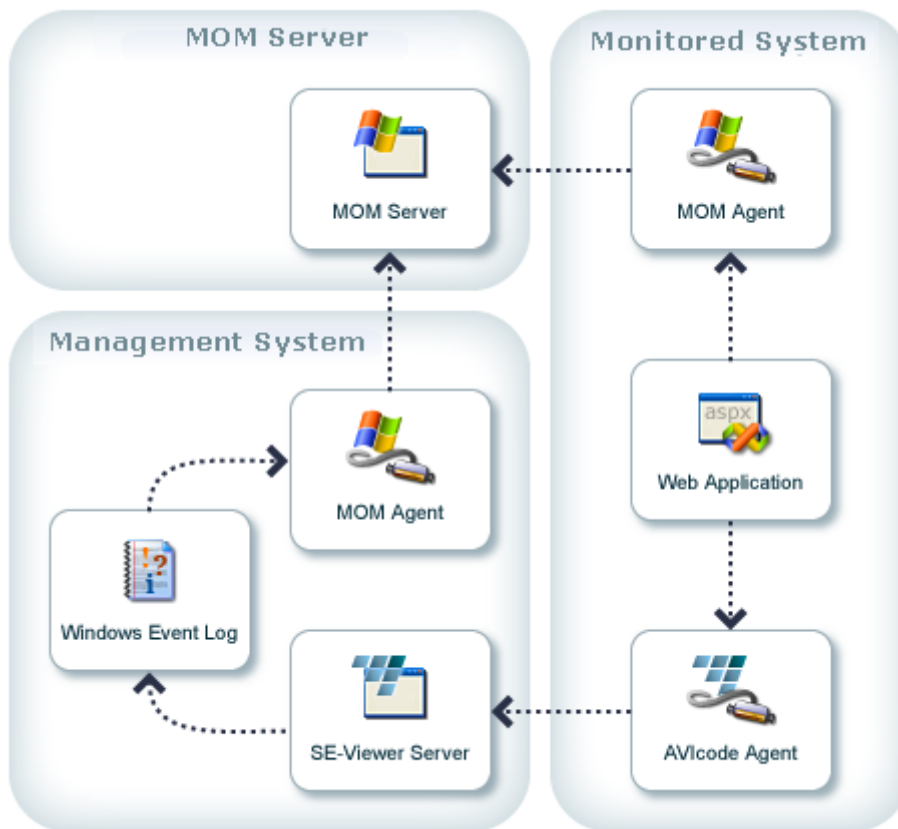 MOM Server
Monitored System
MOM Server
MOM Agent
Management System
MOM Agent
aspx
Web Application
Windows Event Log
SE-Viewer Server
AVIcode Agent